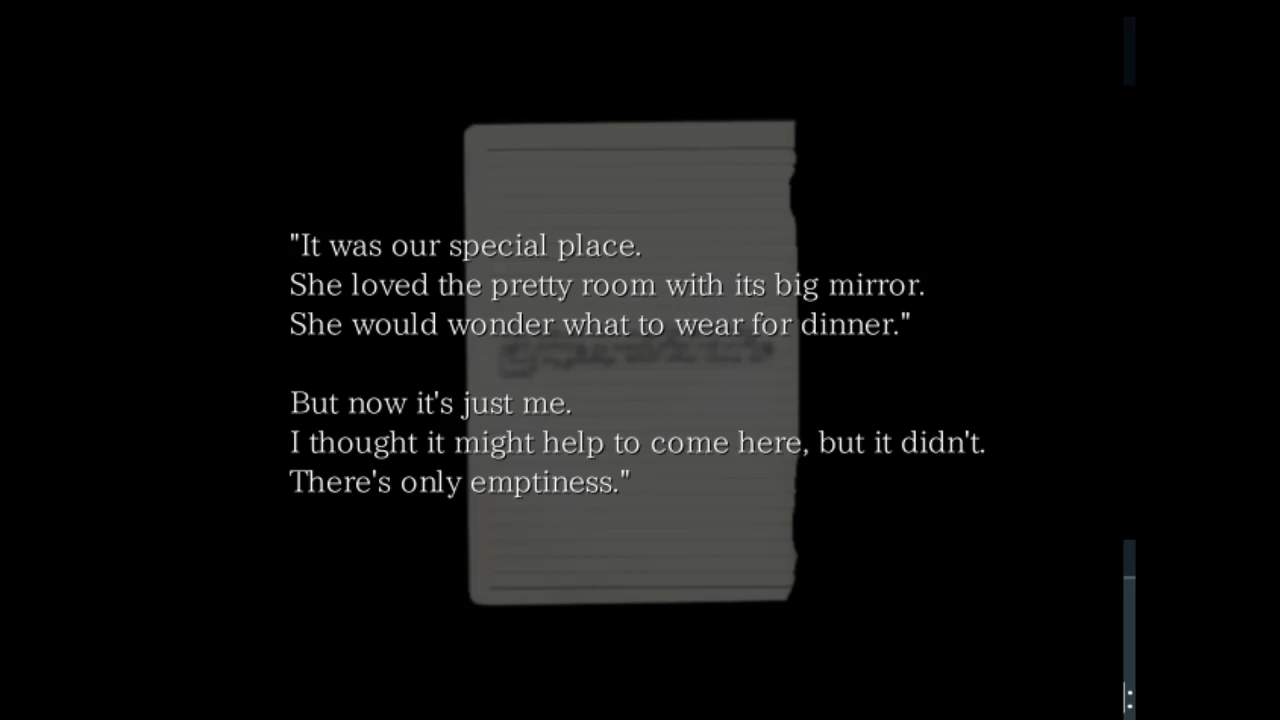 "It was our special place.
She loved the pretty room with its big mirror.
She would wonder what to wear for dinner."
But now it's just me.
I thought it might help to come here, but it didn't.
There's only emptiness."